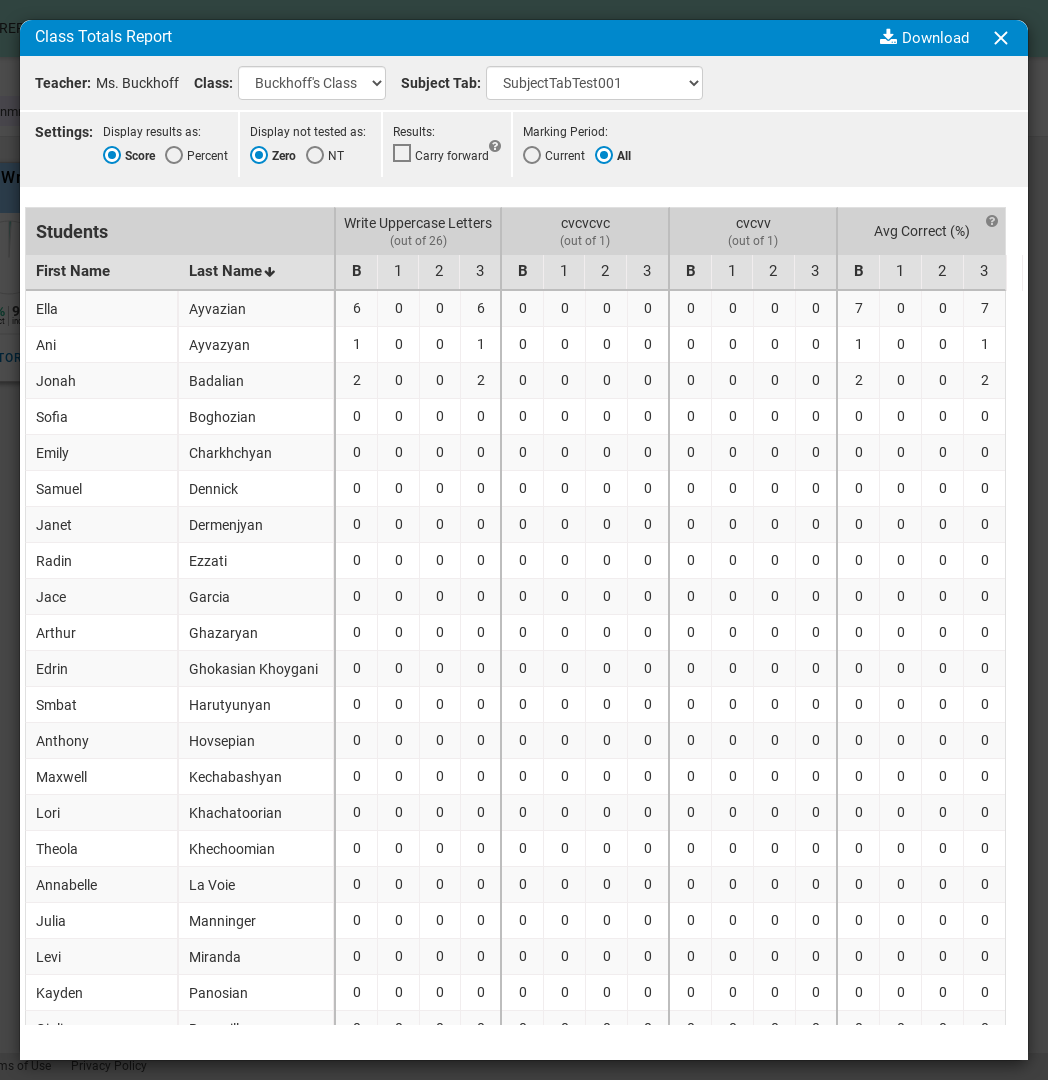 Class Totals Report Download
Teacher: Ms. Buckhoff Class: Buckhoff's Class Subject Tab: SubjectTabTest001
Settings: Display results as: Display not tested as: Results: Marking Period:
Score Percent Zero NT Carry forward ? Current All
Students Write Uppercase Letters (out of 26) cvcvcvc (out of 1) cvcvv (out of 1) Avg Correct (%) ?
First Name Last Name B 1 2 3 B 1 2 3 B 1 2 3 B 1 2 3
Ella Ayvazian 6 0 0 6 0 0 0 0 0 0 0 0 7 0 0 7
Ani Ayvazyan 1 0 0 1 0 0 0 0 0 0 0 0 1 0 0 1
Jonah Badalian 2 0 0 2 0 0 0 0 0 0 0 0 2 0 0 2
Sofia Boghozian 0 0 0 0 0 0 0 0 0 0 0 0 0 0 0 0
Emily Charkhchyan 0 0 0 0 0 0 0 0 0 0 0 0 0 0 0 0
Samuel Dennick 0 0 0 0 0 0 0 0 0 0 0 0 0 0 0 0
Janet Dermenjyan 0 0 0 0 0 0 0 0 0 0 0 0 0 0 0 0
Radin Ezzati 0 0 0 0 0 0 0 0 0 0 0 0 0 0 0 0
Jace Garcia 0 0 0 0 0 0 0 0 0 0 0 0 0 0 0 0
Arthur Ghazaryan 0 0 0 0 0 0 0 0 0 0 0 0 0 0 0 0
Edrin Ghokasian Khoygani 0 0 0 0 0 0 0 0 0 0 0 0 0 0 0 0
Smbat Harutyunyan 0 0 0 0 0 0 0 0 0 0 0 0 0 0 0 0
Anthony Hovsepian 0 0 0 0 0 0 0 0 0 0 0 0 0 0 0 0
Maxwell Kechabashyan 0 0 0 0 0 0 0 0 0 0 0 0 0 0 0 0
Lori Khachatoorian 0 0 0 0 0 0 0 0 0 0 0 0 0 0 0 0
Theola Khechoomian 0 0 0 0 0 0 0 0 0 0 0 0 0 0 0 0
Annabelle La Voie 0 0 0 0 0 0 0 0 0 0 0 0 0 0 0 0
Julia Manninger 0 0 0 0 0 0 0 0 0 0 0 0 0 0 0 0
Levi Miranda 0 0 0 0 0 0 0 0 0 0 0 0 0 0 0 0
Kayden Panosian 0 0 0 0 0 0 0 0 0 0 0 0 0 0 0 0
of Use Privacy Policy